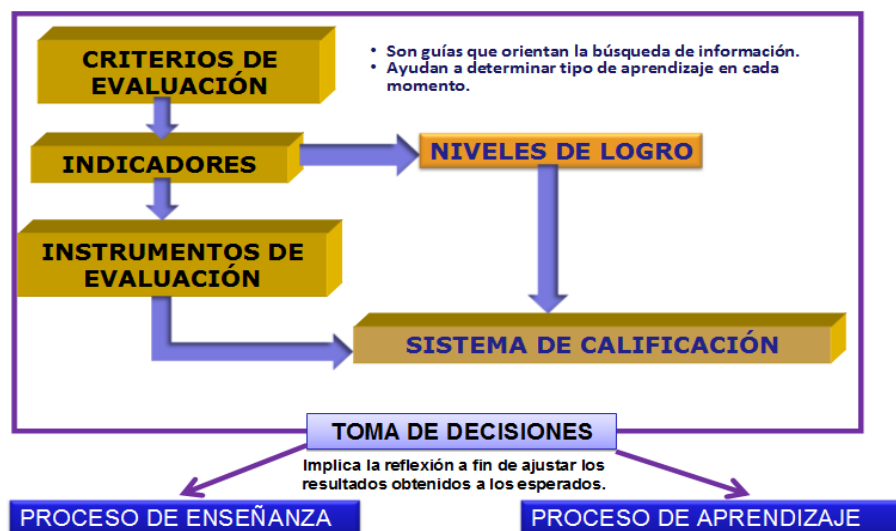 CRITERIOS DE
EVALUACIÓN
• Son guías que orientan la búsqueda de información.
• Ayudan a determinar tipo de aprendizaje en cada
momento.
INDICADORES
NIVELES DE LOGRO
INSTRUMENTOS DE
EVALUACIÓN
SISTEMA DE CALIFICACIÓN
TOMA DE DECISIONES
Implica la reflexión a fin de ajustar los
resultados obtenidos a los esperados.
PROCESO DE ENSEÑANZA
PROCESO DE APRENDIZAJE